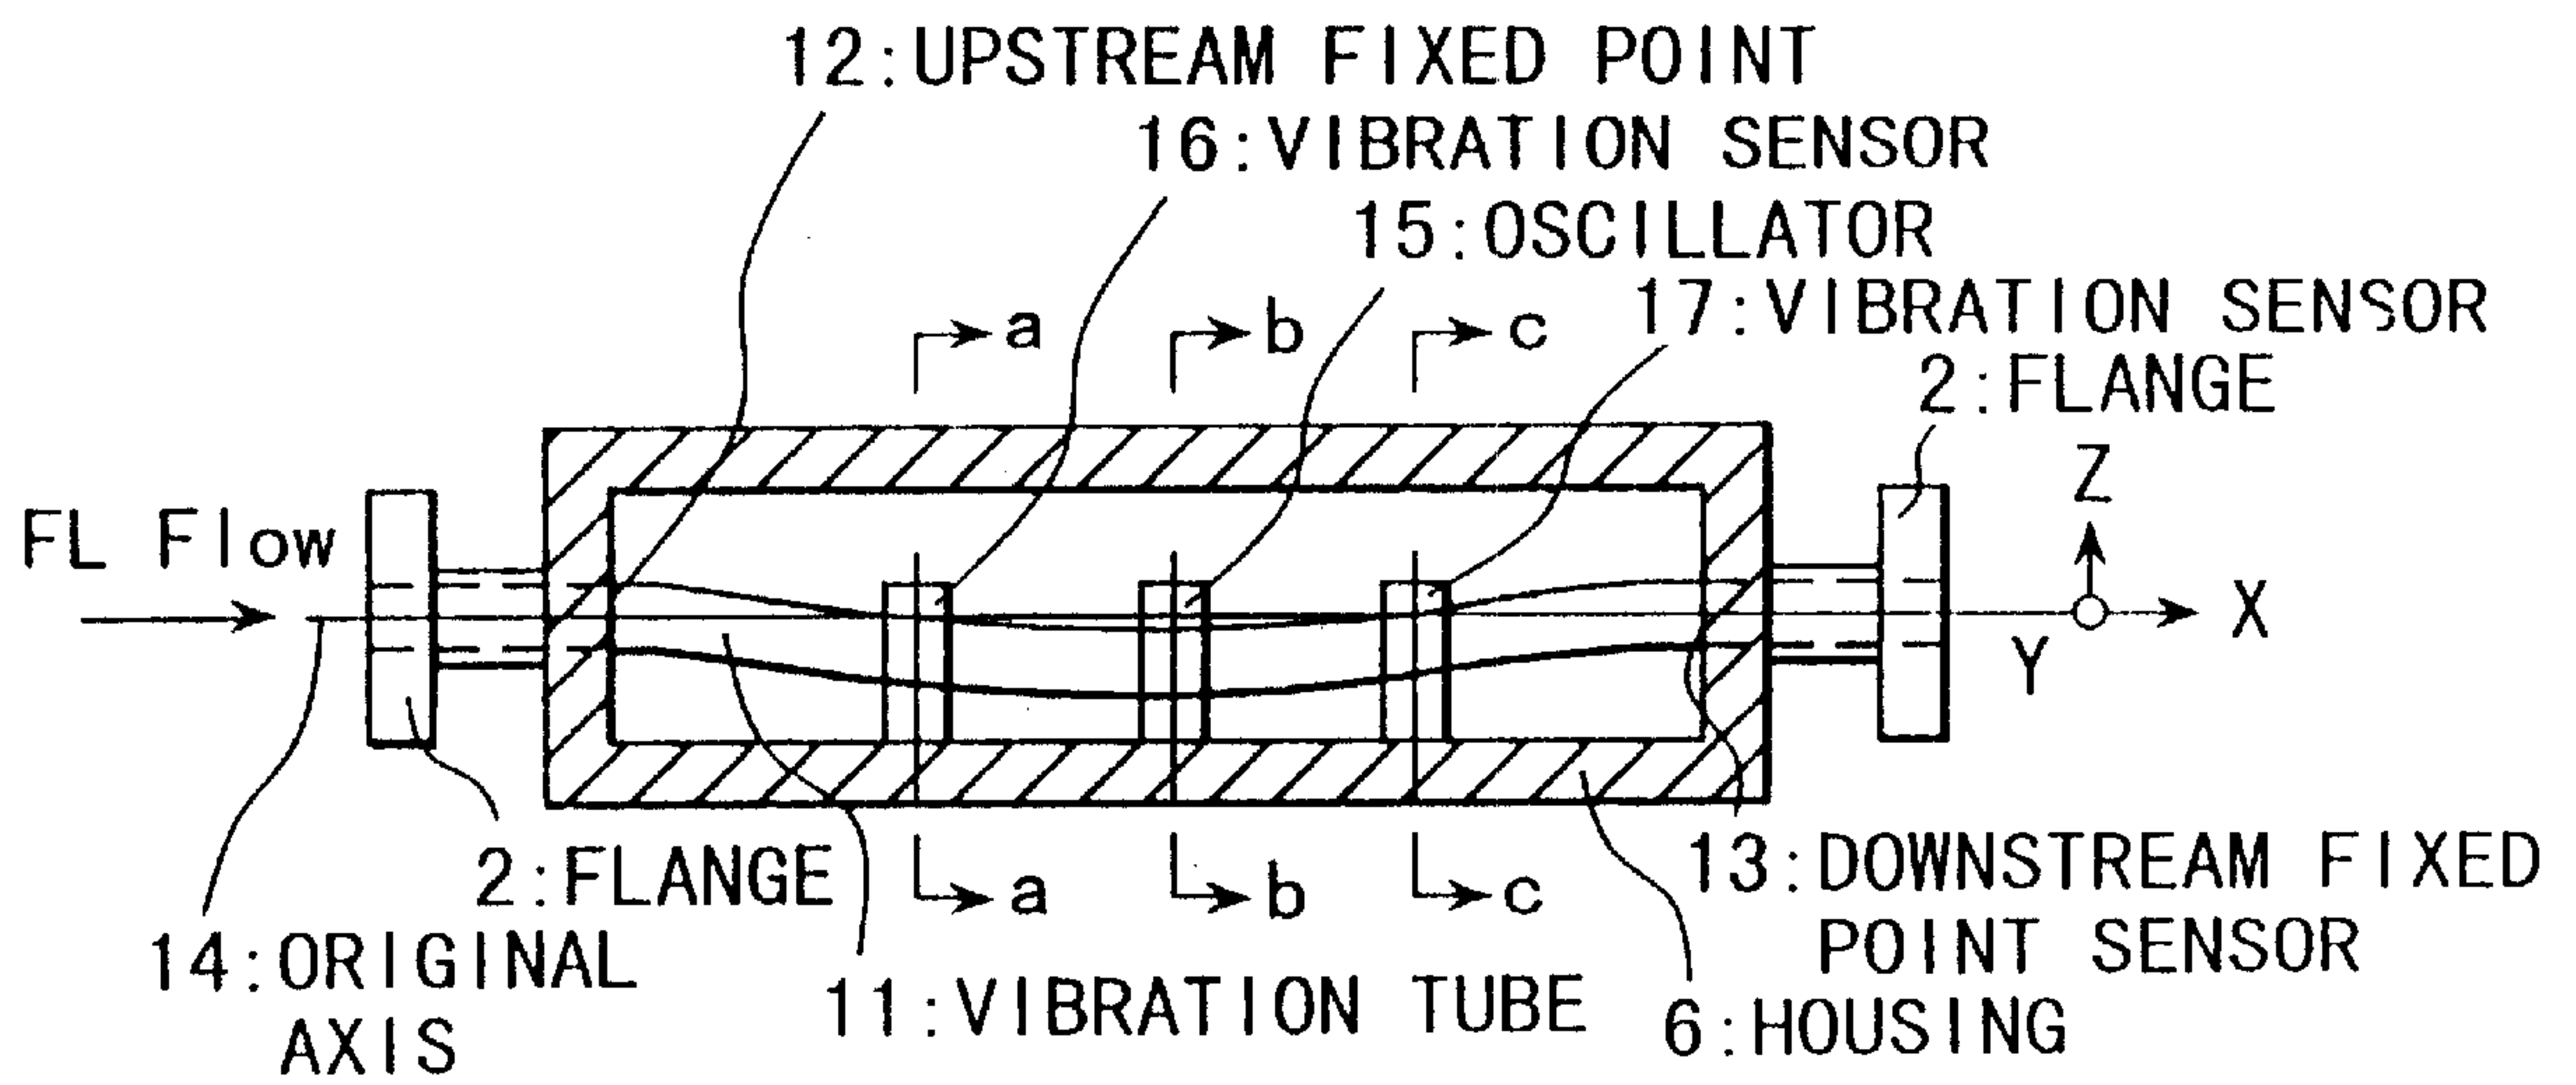 12:UPSTREAM FIXED POINT
16:VIBRATION SENSOR
15:OSCILLATOR
17:VIBRATION SENSOR
a
b
c
2:FLANGE
Z
FL Flow
X
Y
2:FLANGE
a
b
c
13:DOWNSTREAM FIXED
POINT SENSOR
14:ORIGINAL
AXIS
11:VIBRATION TUBE
6:HOUSING